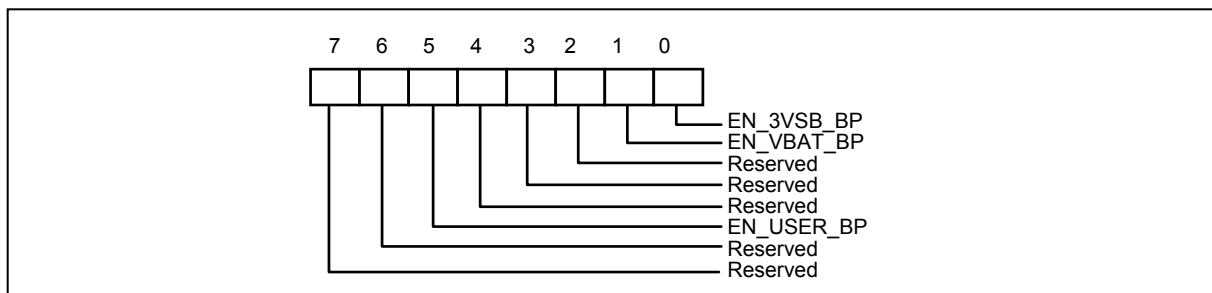 7 6 5 4 3 2 1 0
EN_3VSB_BP
EN_VBAT_BP
Reserved
Reserved
Reserved
EN_USER_BP
Reserved
Reserved